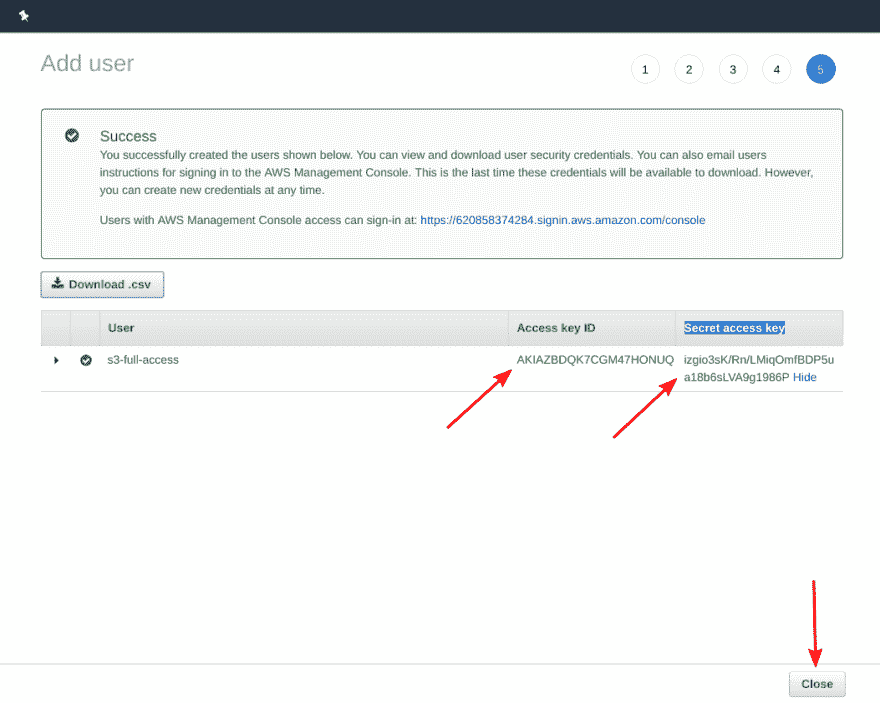 Add user
1 2 3 4 5
Success
You successfully created the users shown below. You can view and download user security credentials. You can also email users
instructions for signing in to the AWS Management Console. This is the last time these credentials will be available to download. However,
you can create new credentials at any time.
Users with AWS Management Console access can sign-in at: https://620858374284.signin.aws.amazon.com/console
Download .csv
User Access key ID Secret access key
s3-full-access AKIAZBDQK7CGM47HONUQ izgio3sK/Rn/LMiqOmfBDP5u
a18b6sLVA9g1986P Hide
Close